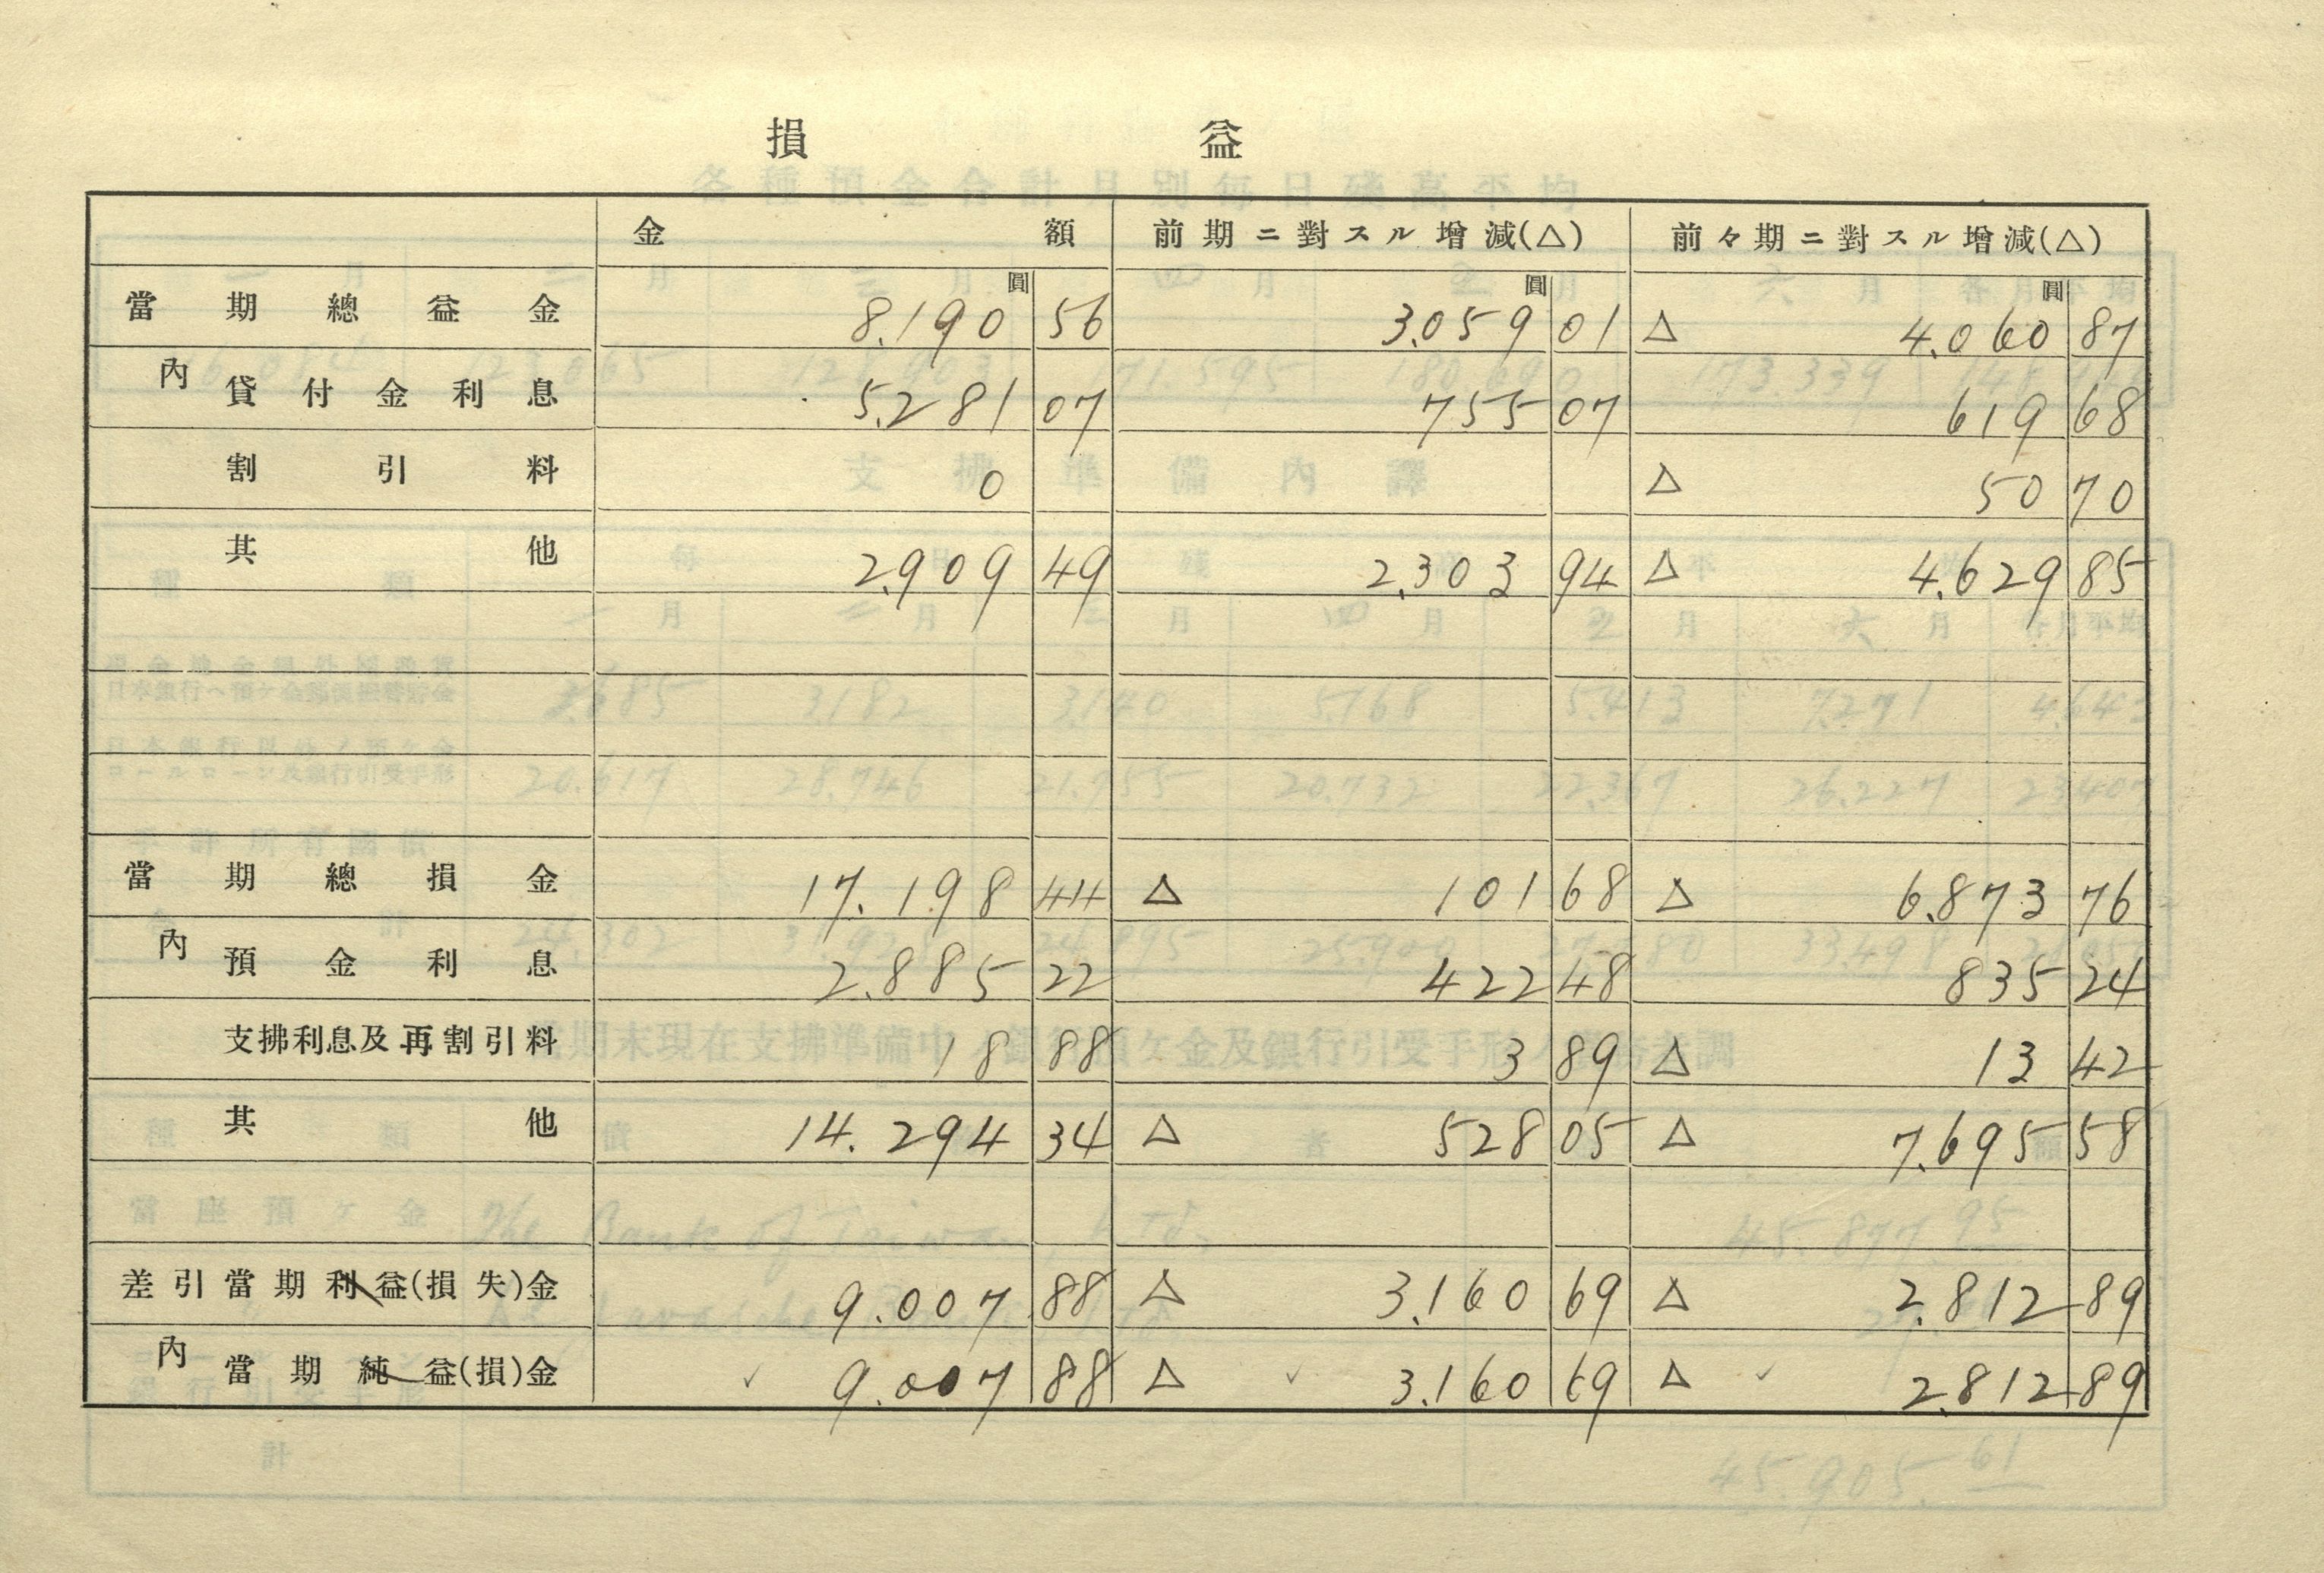 損益
金額 前期ニ對スル增減(△) 前々期ニ對スル增減(△)
圓 圓 圓
當期總益金 8.190 56 3.059 01 △ 4.060 87
內 貸付金利息 5.281 07 755 07 619 68
割引料 0 △ 50 70
其他 2.909 49 2.303 94 △ 4.629 85
當期總損金 17.198 44 △ 101 68 △ 6.873 76
內 預金利息 2.885 22 422 48 835 24
支拂利息及再割引料 18 88 3 89 △ 13 42
其他 14.294 34 △ 528 05 △ 7.695 58
差引當期利益(損失)金 9.007 88 △ 3.160 69 △ 2.812 89
內 當期純益(損)金 9.007 88 △ 3.160 69 △ 2.812 89